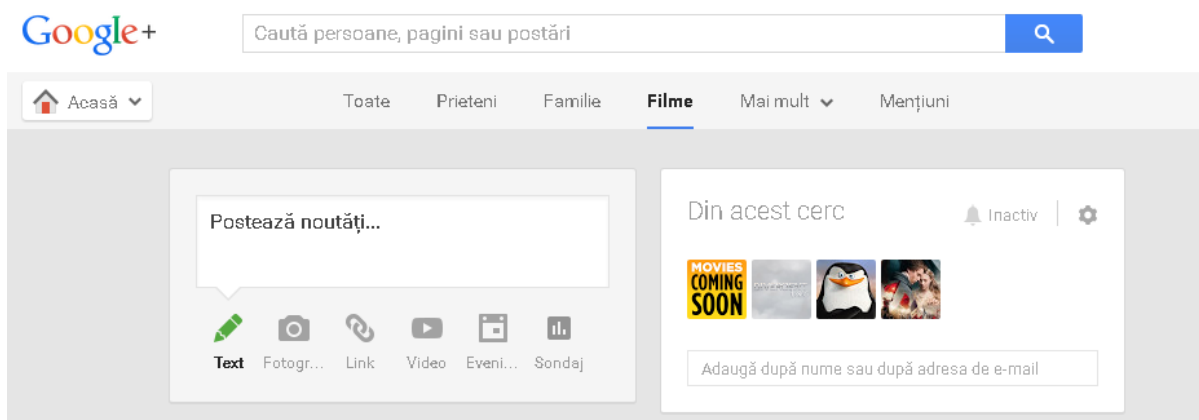 Google+
Caută persoane, pagini sau postări
Acasă Toate Prieteni Familie Filme Mai mult Mențiuni
Postează noutăți...
Text Fotogr... Link Video Eveni... Sondaj
Din acest cerc
Inactiv
MOVIES
COMING
SOON
DIVERGENT
Adaugă după nume sau după adresa de e-mail